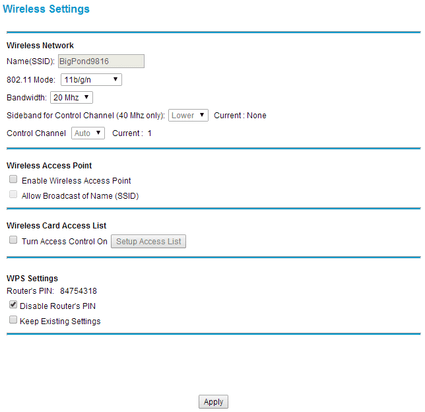 Wireless Settings
Wireless Network
Name(SSID): BigPond9816
802.11 Mode: 11b/g/n
Bandwidth: 20 Mhz
Sideband for Control Channel (40 Mhz only): Lower Current : None
Control Channel Auto Current : 1
Wireless Access Point
Enable Wireless Access Point
Allow Broadcast of Name (SSID)
Wireless Card Access List
Turn Access Control On Setup Access List
WPS Settings
Router's PIN: 84754318
Disable Router's PIN
Keep Existing Settings
Apply